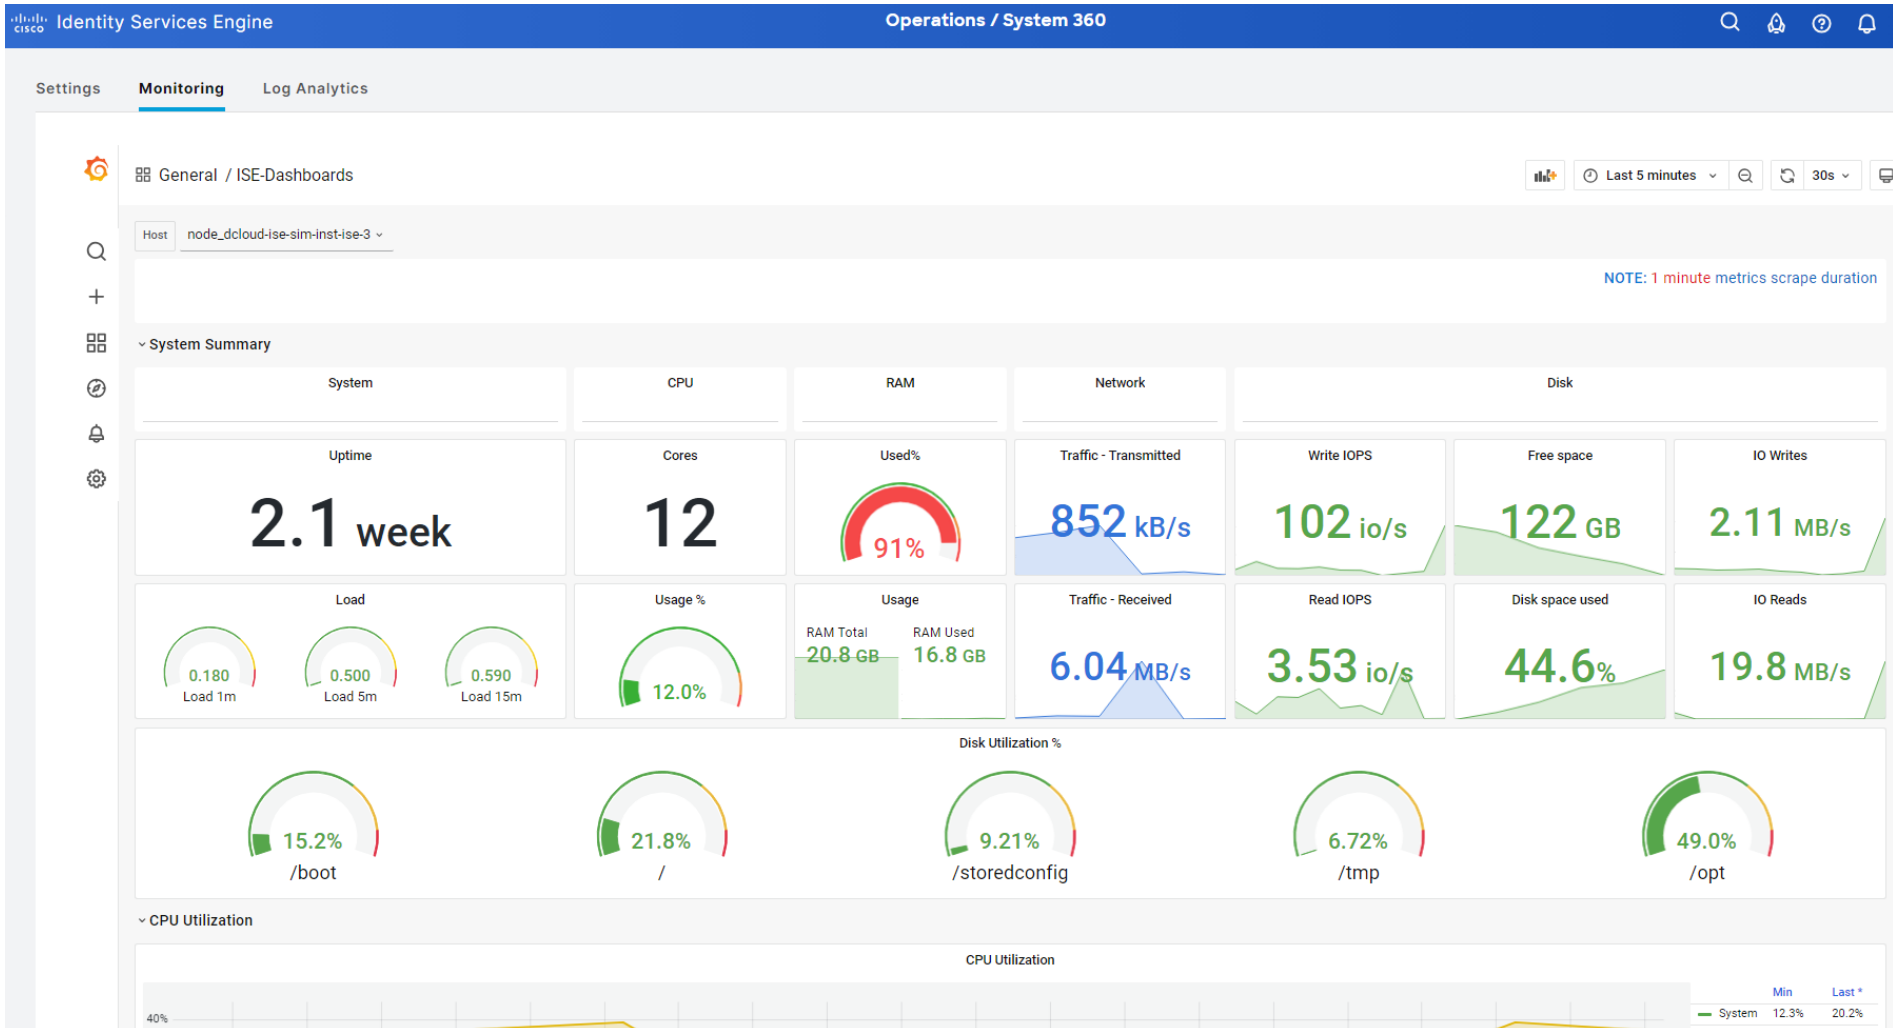 cisco Identity Services Engine
Operations / System 360
Settings
Monitoring
Log Analytics
General / ISE-Dashboards
Last 5 minutes
30s
Host
node_dcloud-ise-sim-inst-ise-3
NOTE: 1 minute metrics scrape duration
System Summary
System
CPU
RAM
Network
Disk
Uptime
2.1 week
Cores
12
Used%
91%
Traffic - Transmitted
852 kB/s
Write IOPS
102 io/s
Free space
122 GB
IO Writes
2.11 MB/s
Load
0.180
Load 1m
0.500
Load 5m
0.590
Load 15m
Usage %
12.0%
Usage
RAM Total
20.8 GB
RAM Used
16.8 GB
Traffic - Received
6.04 MB/s
Read IOPS
3.53 io/s
Disk space used
44.6%
IO Reads
19.8 MB/s
Disk Utilization %
15.2%
/boot
21.8%
/
9.21%
/storedconfig
6.72%
/tmp
49.0%
/opt
CPU Utilization
CPU Utilization
40%
Min
Last *
System 12.3% 20.2%